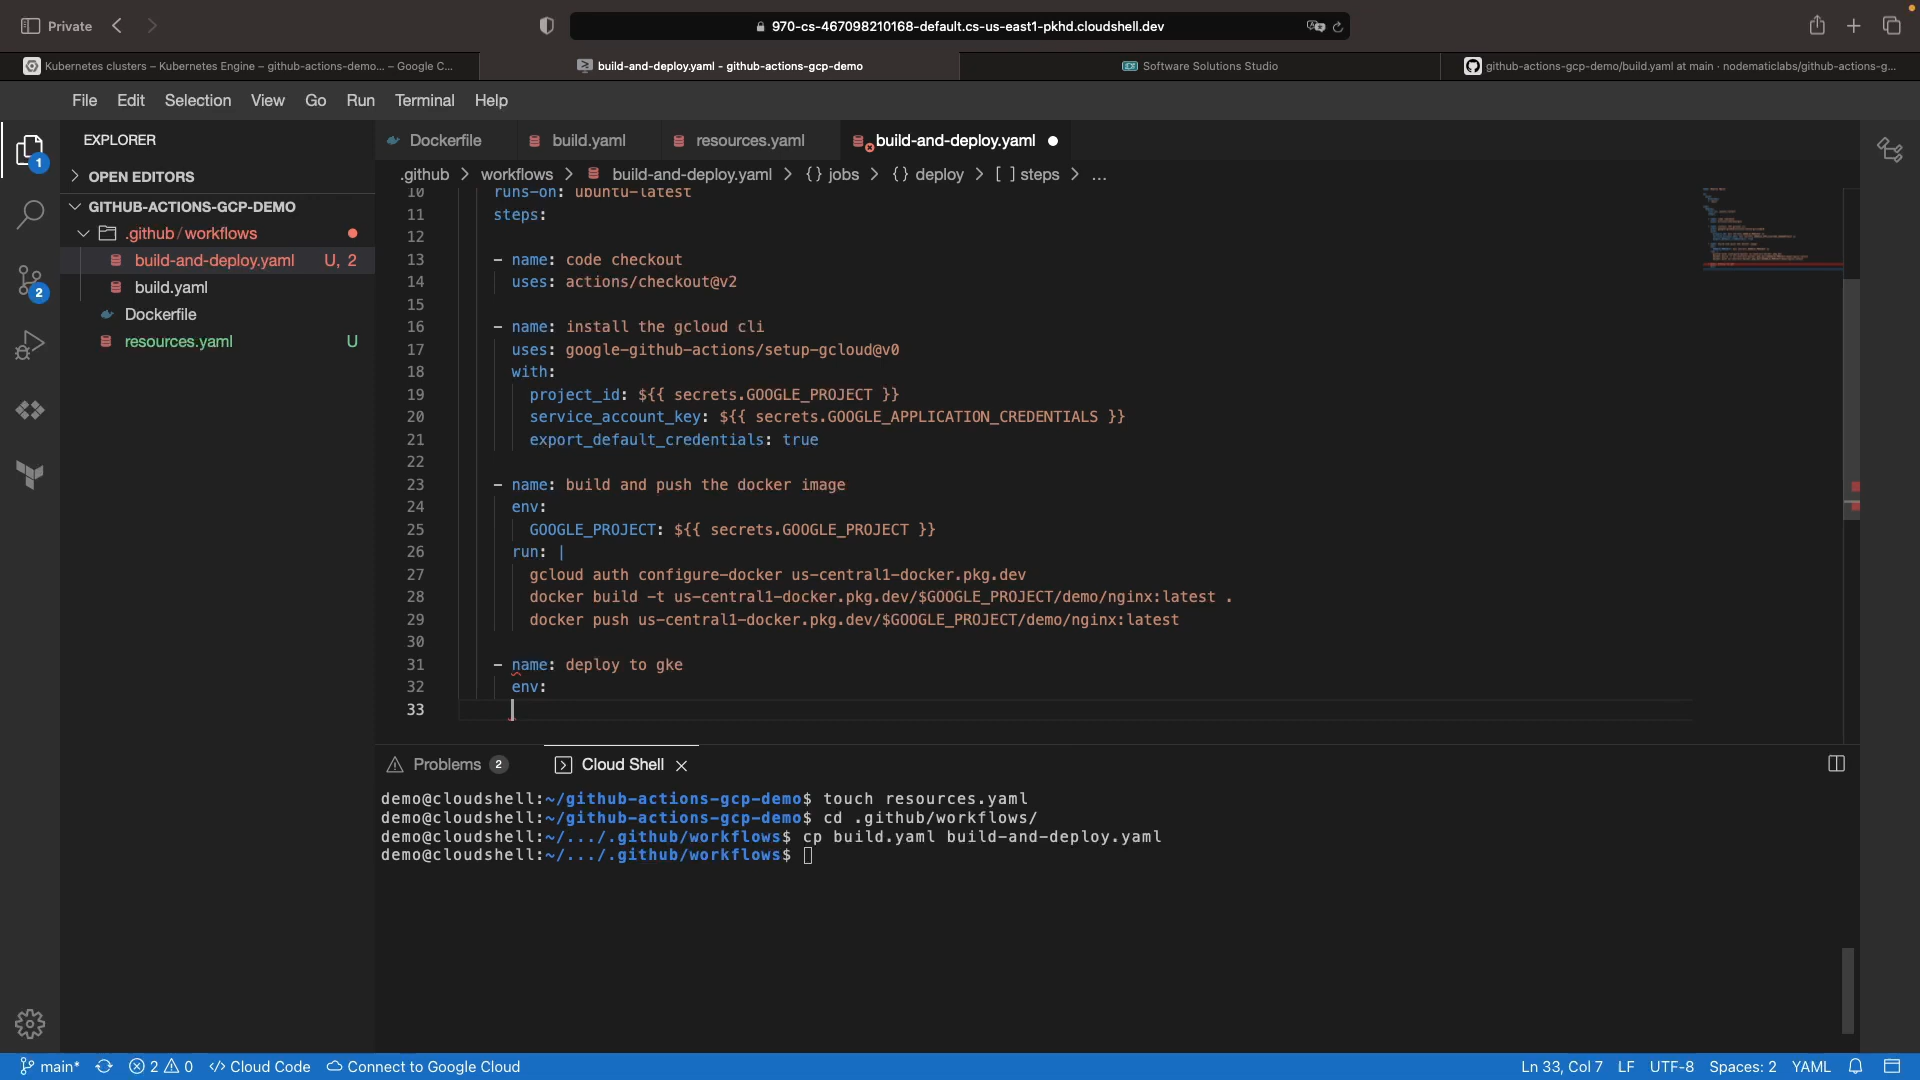 Private
970-cs-467098210168-default.cs-us-east1-pkhd.cloudshell.dev
Kubernetes clusters – Kubernetes Engine – github-actions-demo... – Google C...
build-and-deploy.yaml - github-actions-gcp-demo
Software Solutions Studio
github-actions-gcp-demo/build.yaml at main · nodematiclabs/github-actions-g...
File Edit Selection View Go Run Terminal Help
EXPLORER
OPEN EDITORS
GITHUB-ACTIONS-GCP-DEMO
.github/workflows
build-and-deploy.yaml U, 2
build.yaml
Dockerfile
resources.yaml U
1
2
Dockerfile build.yaml resources.yaml build-and-deploy.yaml
.github > workflows > build-and-deploy.yaml > {} jobs > {} deploy > [ ] steps > ...
10 runs-on: ubuntu-latest
11 steps:
12
13 - name: code checkout
14 uses: actions/checkout@v2
15
16 - name: install the gcloud cli
17 uses: google-github-actions/setup-gcloud@v0
18 with:
19 project_id: ${{ secrets.GOOGLE_PROJECT }}
20 service_account_key: ${{ secrets.GOOGLE_APPLICATION_CREDENTIALS }}
21 export_default_credentials: true
22
23 - name: build and push the docker image
24 env:
25 GOOGLE_PROJECT: ${{ secrets.GOOGLE_PROJECT }}
26 run: |
27 gcloud auth configure-docker us-central1-docker.pkg.dev
28 docker build -t us-central1-docker.pkg.dev/$GOOGLE_PROJECT/demo/nginx:latest .
29 docker push us-central1-docker.pkg.dev/$GOOGLE_PROJECT/demo/nginx:latest
30
31 - name: deploy to gke
32 env:
33
Problems 2 Cloud Shell
demo@cloudshell:~/github-actions-gcp-demo$ touch resources.yaml
demo@cloudshell:~/github-actions-gcp-demo$ cd .github/workflows/
demo@cloudshell:~/.../.github/workflows$ cp build.yaml build-and-deploy.yaml
demo@cloudshell:~/.../.github/workflows$
main* 2 0 </> Cloud Code Connect to Google Cloud Ln 33, Col 7 LF UTF-8 Spaces: 2 YAML